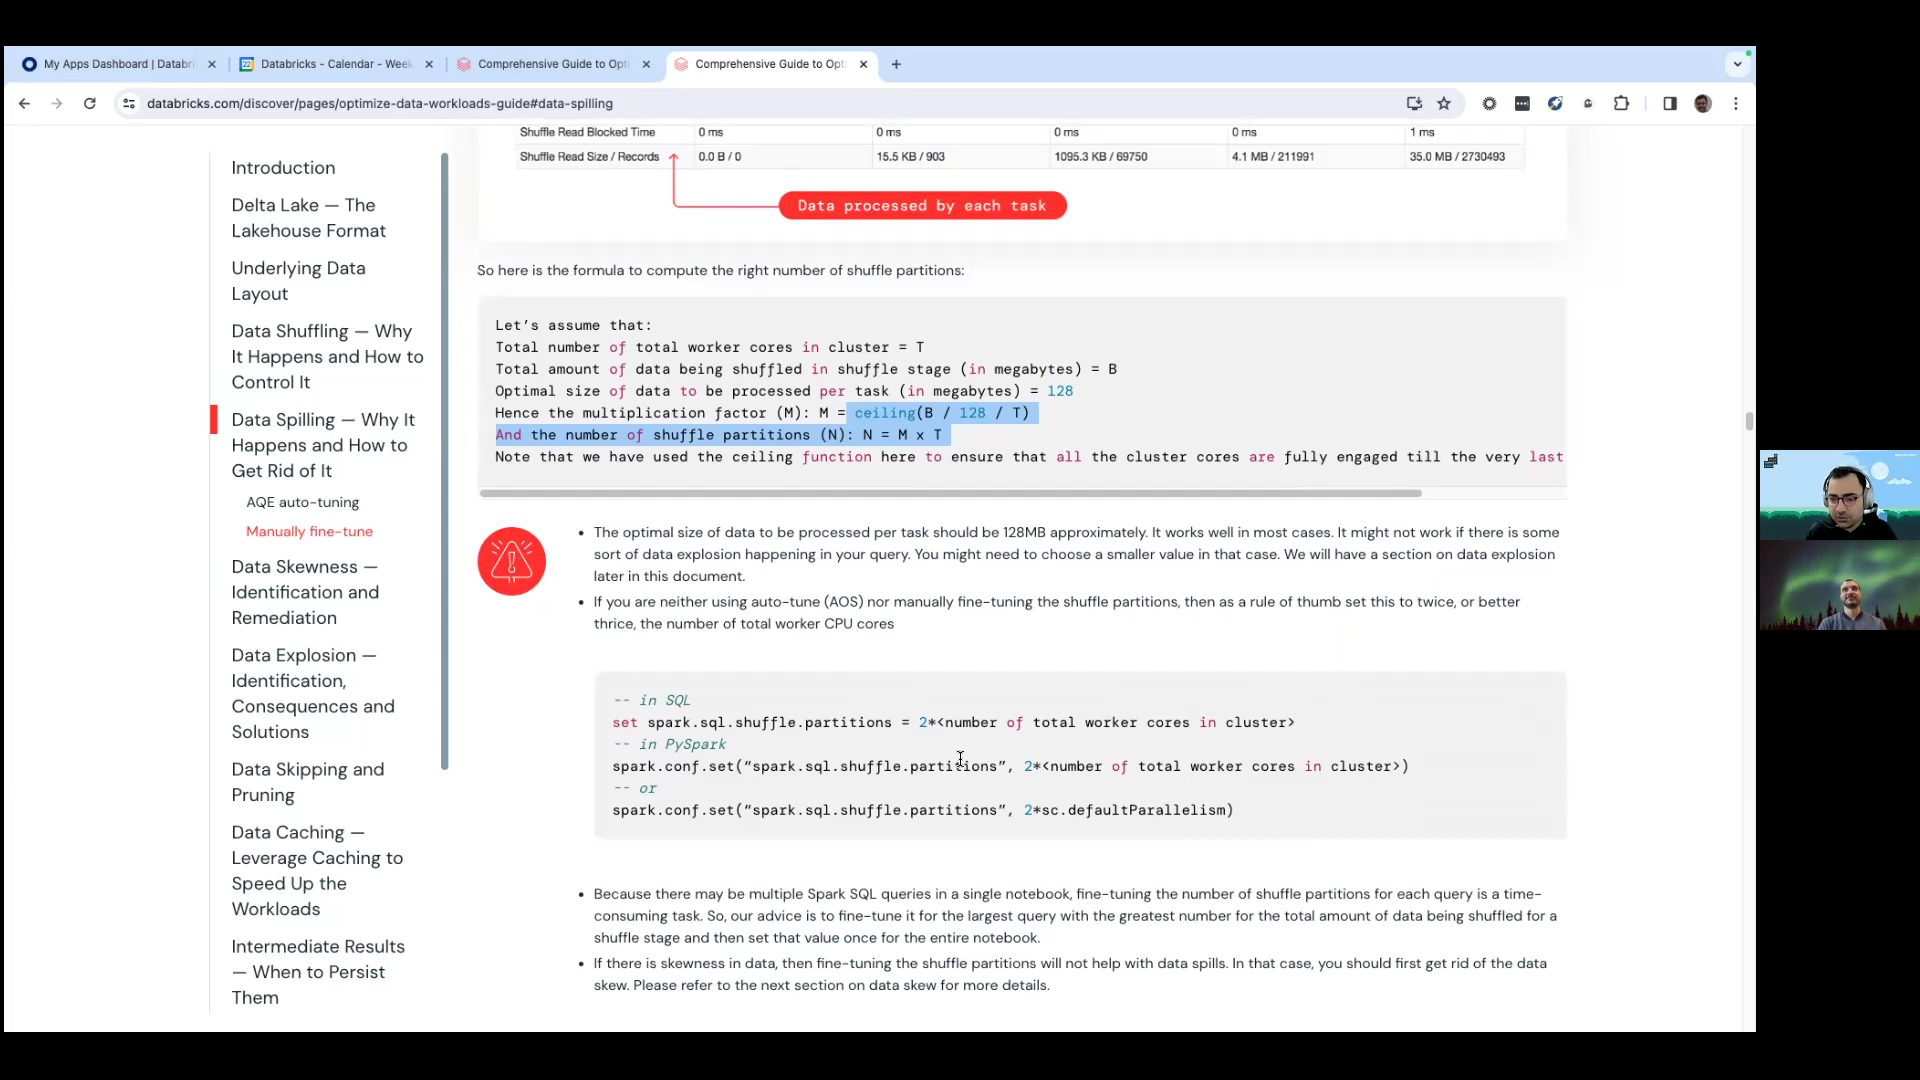 My Apps Dashboard | Databri
Databricks - Calendar - Week
Comprehensive Guide to Opti
Comprehensive Guide to Opti
databricks.com/discover/pages/optimize-data-workloads-guide#data-spilling
Introduction
Delta Lake — The
Lakehouse Format
Underlying Data
Layout
Data Shuffling — Why
It Happens and How to
Control It
Data Spilling — Why It
Happens and How to
Get Rid of It
AQE auto-tuning
Manually fine-tune
Data Skewness —
Identification and
Remediation
Data Explosion —
Identification,
Consequences and
Solutions
Data Skipping and
Pruning
Data Caching —
Leverage Caching to
Speed Up the
Workloads
Intermediate Results
— When to Persist
Them
Shuffle Read Blocked Time 0 ms 0 ms 0 ms 0 ms 1 ms
Shuffle Read Size / Records 0.0 B / 0 15.5 KB / 903 1095.3 KB / 69750 4.1 MB / 211991 35.0 MB / 2730493
Data processed by each task
So here is the formula to compute the right number of shuffle partitions:
Let's assume that:
Total number of total worker cores in cluster = T
Total amount of data being shuffled in shuffle stage (in megabytes) = B
Optimal size of data to be processed per task (in megabytes) = 128
Hence the multiplication factor (M): M = ceiling(B / 128 / T)
And the number of shuffle partitions (N): N = M x T
Note that we have used the ceiling function here to ensure that all the cluster cores are fully engaged till the very last
• The optimal size of data to be processed per task should be 128MB approximately. It works well in most cases. It might not work if there is some
sort of data explosion happening in your query. You might need to choose a smaller value in that case. We will have a section on data explosion
later in this document.
• If you are neither using auto-tune (AOS) nor manually fine-tuning the shuffle partitions, then as a rule of thumb set this to twice, or better
thrice, the number of total worker CPU cores
-- in SQL
set spark.sql.shuffle.partitions = 2*<number of total worker cores in cluster>
-- in PySpark
spark.conf.set(“spark.sql.shuffle.partitions”, 2*<number of total worker cores in cluster>)
-- or
spark.conf.set(“spark.sql.shuffle.partitions”, 2*sc.defaultParallelism)
• Because there may be multiple Spark SQL queries in a single notebook, fine-tuning the number of shuffle partitions for each query is a time-
consuming task. So, our advice is to fine-tune it for the largest query with the greatest number for the total amount of data being shuffled for a
shuffle stage and then set that value once for the entire notebook.
• If there is skewness in data, then fine-tuning the shuffle partitions will not help with data spills. In that case, you should first get rid of the data
skew. Please refer to the next section on data skew for more details.